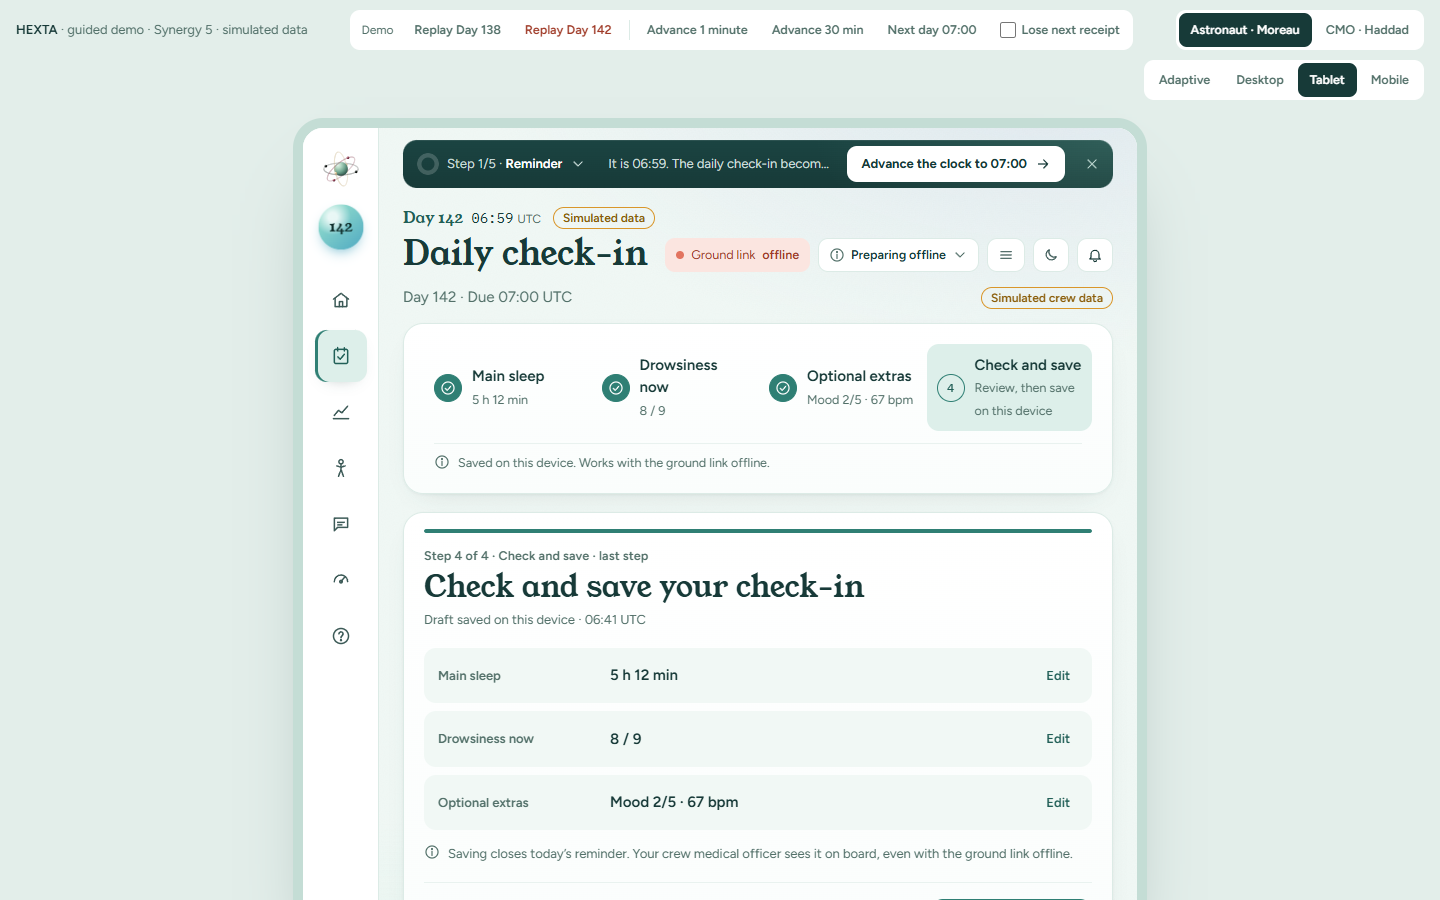 HEXTA · guided demo · Synergy 5 · simulated data
Demo Replay Day 138 Replay Day 142 Advance 1 minute Advance 30 min Next day 07:00 Lose next receipt
Astronaut · Moreau CMO · Haddad
Adaptive Desktop Tablet Mobile
142
Step 1/5 · Reminder It is 06:59. The daily check-in becom... Advance the clock to 07:00
Day 142 06:59 UTC Simulated data
Daily check-in
Ground link offline
Preparing offline
Day 142 · Due 07:00 UTC
Simulated crew data
Main sleep
5 h 12 min
Drowsiness
now
8 / 9
Optional extras
Mood 2/5 · 67 bpm
4
Check and save
Review, then save
on this device
Saved on this device. Works with the ground link offline.
Step 4 of 4 · Check and save · last step
Check and save your check-in
Draft saved on this device · 06:41 UTC
Main sleep 5 h 12 min Edit
Drowsiness now 8 / 9 Edit
Optional extras Mood 2/5 · 67 bpm Edit
Saving closes today’s reminder. Your crew medical officer sees it on board, even with the ground link offline.